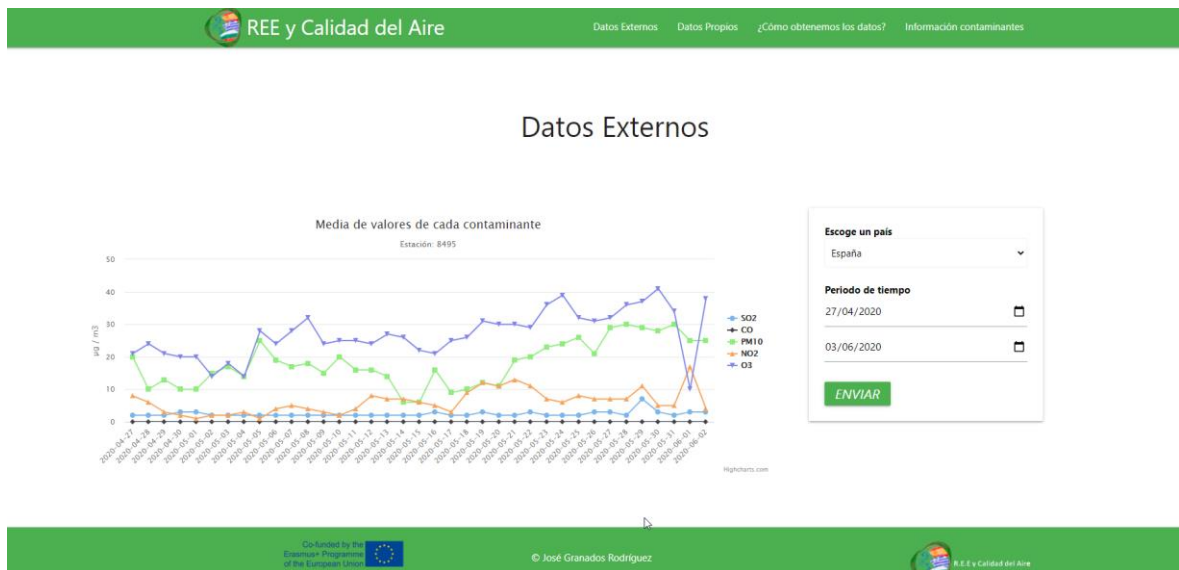 REE y Calidad del Aire
Datos Externos
Datos Propios
¿Cómo obtenemos los datos?
Información contaminantes
Datos Externos
Media de valores de cada contaminante
Estación: 8495
µg / m3
50
40
30
20
10
0
2020-04-27
2020-04-28
2020-04-29
2020-04-30
2020-05-01
2020-05-02
2020-05-03
2020-05-04
2020-05-05
2020-05-06
2020-05-07
2020-05-08
2020-05-09
2020-05-10
2020-05-11
2020-05-12
2020-05-13
2020-05-14
2020-05-15
2020-05-16
2020-05-17
2020-05-18
2020-05-19
2020-05-20
2020-05-21
2020-05-22
2020-05-23
2020-05-24
2020-05-25
2020-05-26
2020-05-27
2020-05-28
2020-05-29
2020-05-30
2020-05-31
2020-06-01
2020-06-02
SO2
CO
PM10
NO2
O3
Highcharts.com
Escoge un país
España
Periodo de tiempo
27/04/2020
03/06/2020
ENVIAR
Co-funded by the
Erasmus+ Programme
of the European Union
© José Granados Rodríguez
R.E.E y Calidad del Aire